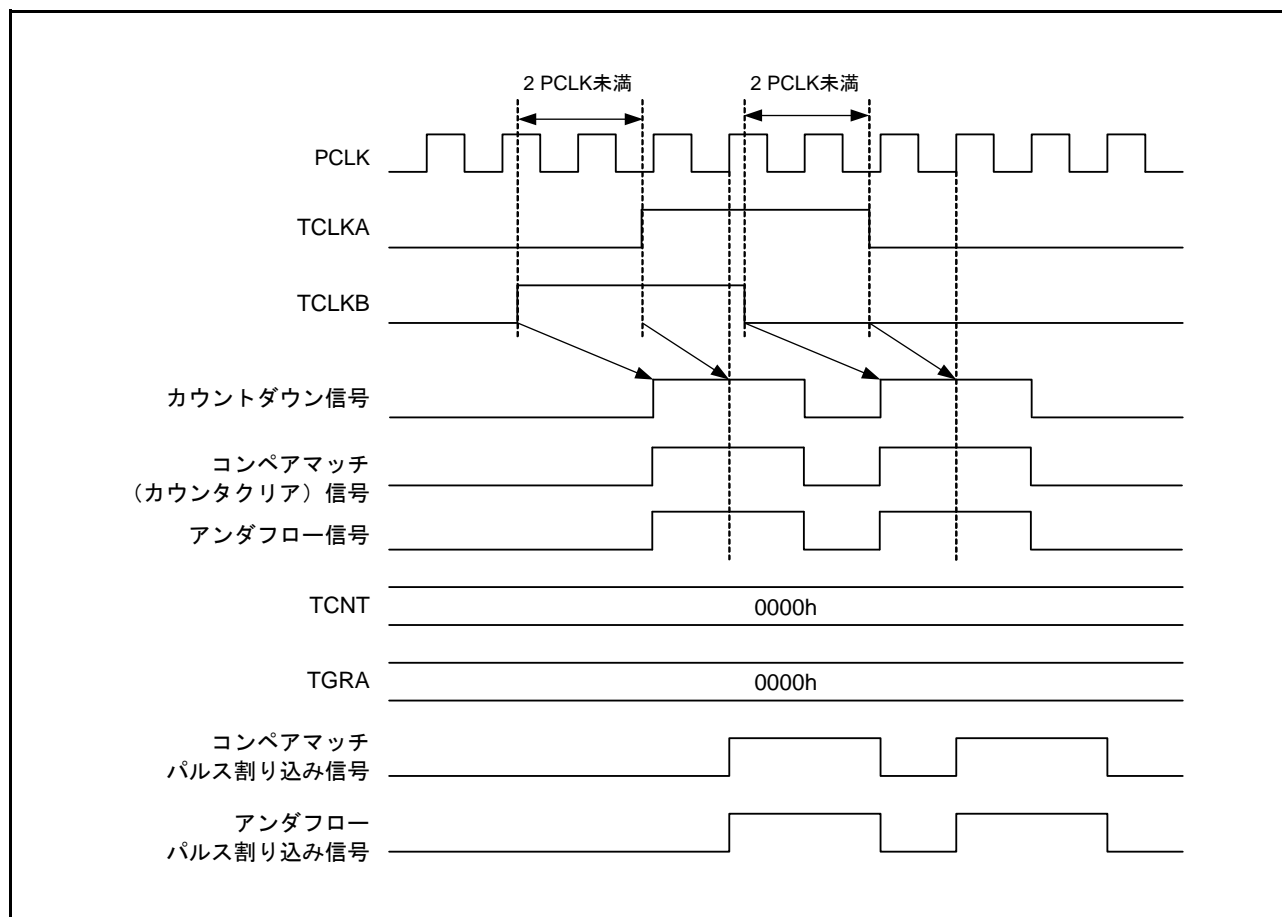 2 PCLK未満
2 PCLK未満
PCLK
TCLKA
TCLKB
カウントダウン信号
コンペアマッチ
（カウンタクリア）信号
アンダフロー信号
TCNT
0000h
TGRA
0000h
コンペアマッチ
パルス割り込み信号
アンダフロー
パルス割り込み信号